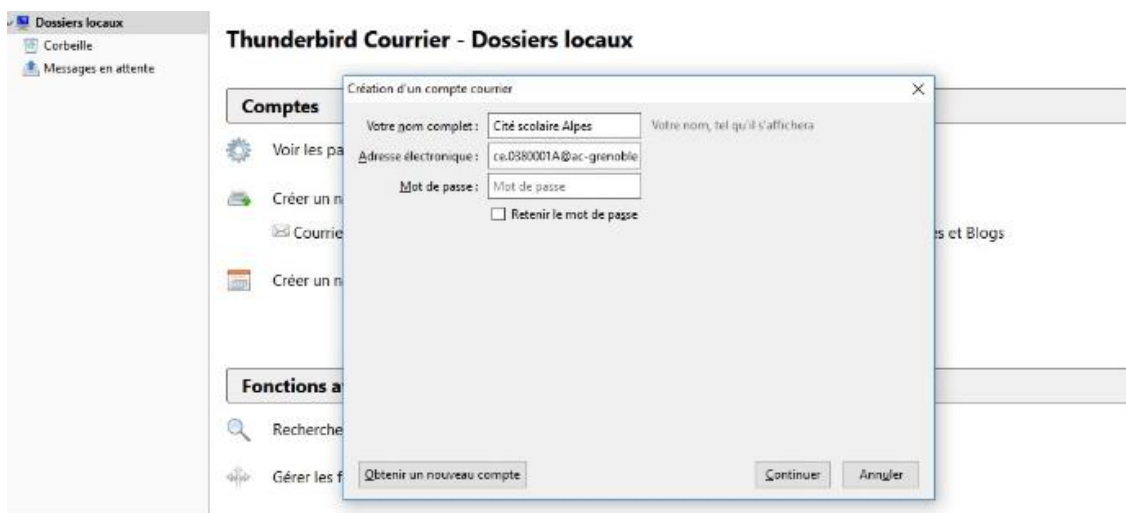 Dossiers locaux
Corbeille
Messages en attente
Thunderbird Courrier - Dossiers locaux
Comptes
Voir les pa
Créer un n
Courrie
s et Blogs
Créer un n
Fonctions a
Recherche
Gérer les f
Création d'un compte courrier
Votre nom complet : Cité scolaire Alpes Votre nom, tel qu'il s'affichera
Adresse électronique : ce.0380001A@ac-grenoble
Mot de passe : Mot de passe
Retenir le mot de passe
Obtenir un nouveau compte Continuer Annuler